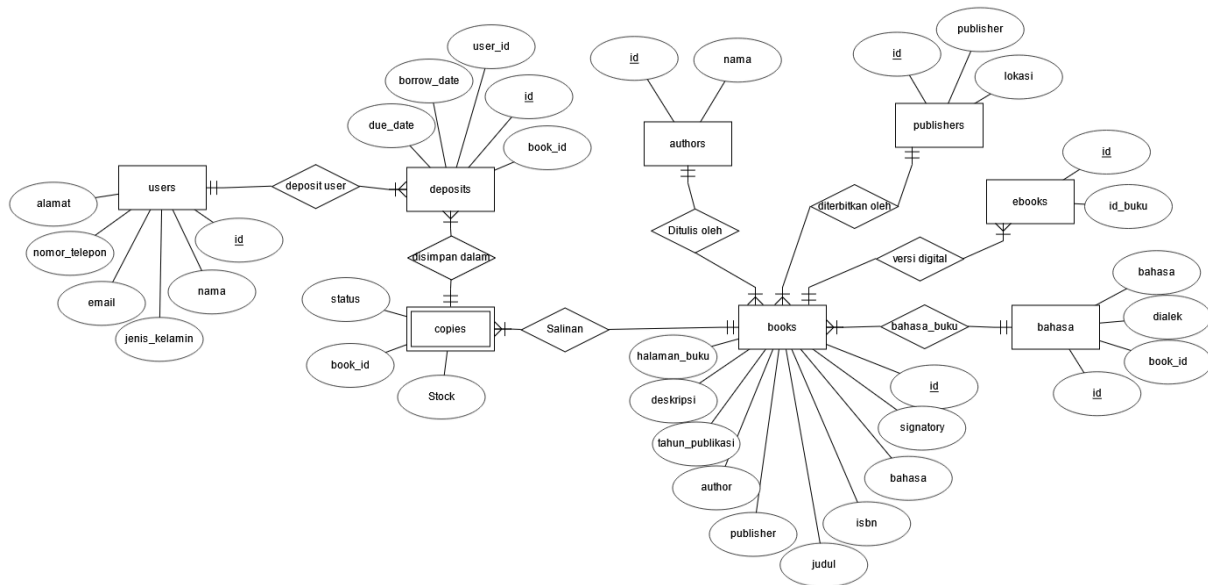 publisher
user_id
id
id
nama
lokasi
borrow_date
id
due_date
book_id
authors
publishers
id
users
deposit user
deposits
ebooks
id_buku
alamat
diterbitkan oleh
Ditulis oleh
nomor_telepon
id
disimpan dalam
versi digital
bahasa
email
nama
status
jenis_kelamin
copies
Salinan
books
bahasa_buku
bahasa
dialek
book_id
halaman_buku
book_id
id
id
Stock
deskripsi
signatory
tahun_publikasi
bahasa
author
isbn
publisher
judul